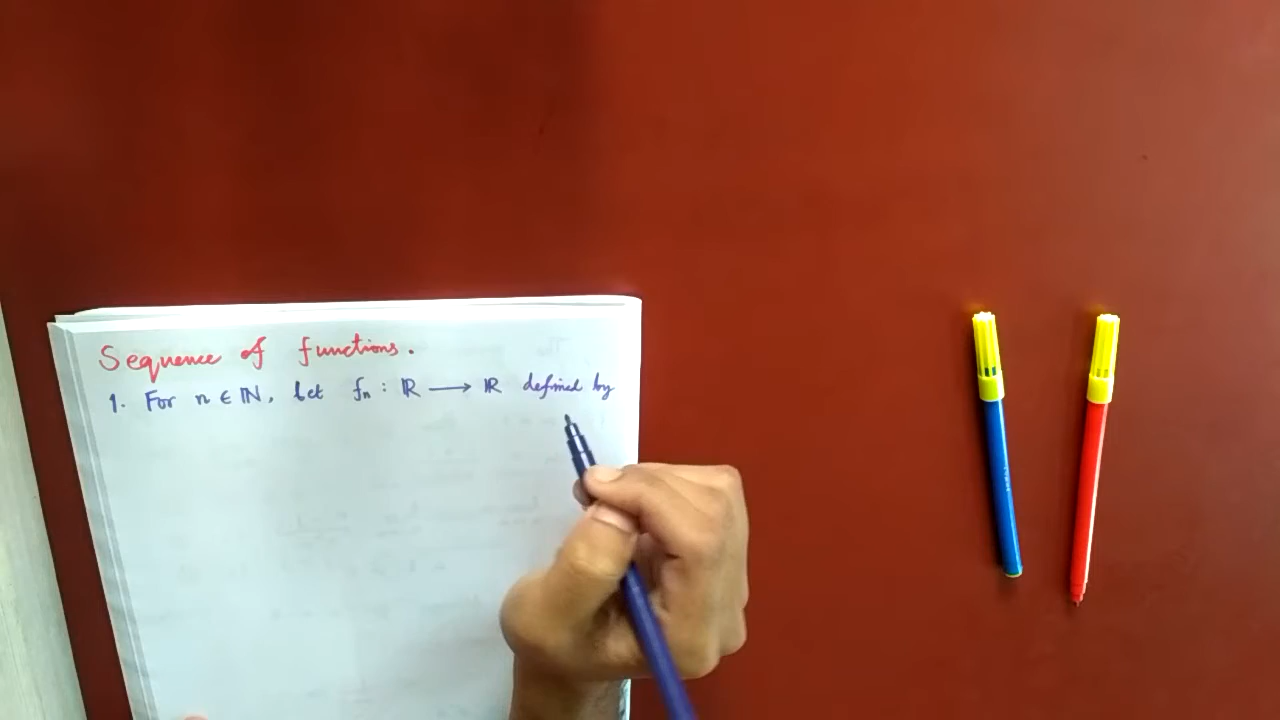 Sequence of functions.
1. For n ∈ ℕ, let fₙ : ℝ ⟶ ℝ defined by